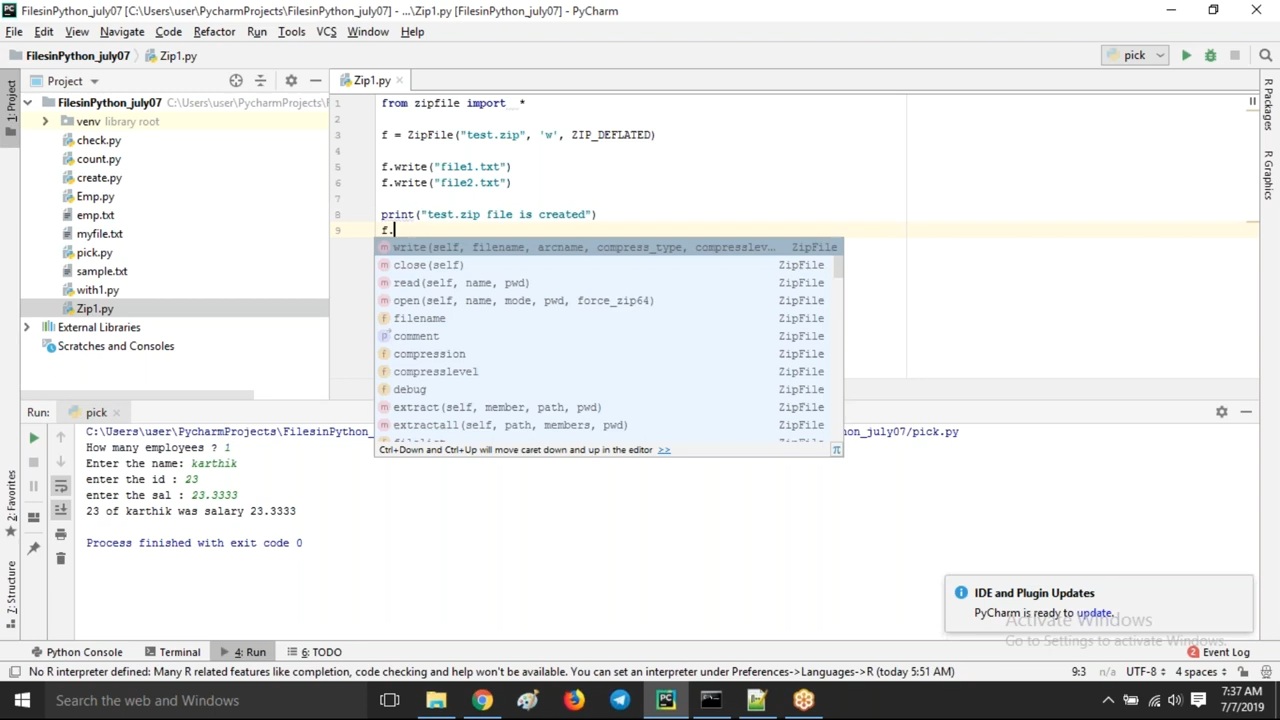 FilesinPython_july07 [C:\Users\user\PycharmProjects\FilesinPython_july07] - ...\Zip1.py [FilesinPython_july07] - PyCharm
File Edit View Navigate Code Refactor Run Tools VCS Window Help
FilesinPython_july07 Zip1.py pick
Project Zip1.py
1: Project
FilesinPython_july07 C:\Users\user\PycharmProjects\F
venv library root
check.py
count.py
create.py
Emp.py
emp.txt
myfile.txt
pick.py
sample.txt
with1.py
Zip1.py
External Libraries
Scratches and Consoles
1 from zipfile import *
2
3 f = ZipFile("test.zip", 'w', ZIP_DEFLATED)
4
5 f.write("file1.txt")
6 f.write("file2.txt")
7
8 print("test.zip file is created")
9 f.
write(self, filename, arcname, compress_type, compresslev... ZipFile
close(self) ZipFile
read(self, name, pwd) ZipFile
open(self, name, mode, pwd, force_zip64) ZipFile
filename ZipFile
comment ZipFile
compression ZipFile
compresslevel ZipFile
debug ZipFile
extract(self, member, path, pwd) ZipFile
extractall(self, path, members, pwd) ZipFile
Ctrl+Down and Ctrl+Up will move caret down and up in the editor >> π
R Packages
R Graphics
Run: pick
C:\Users\user\PycharmProjects\FilesinPython_ on_july07/pick.py
How many employees ? 1
Enter the name: karthik
enter the id : 23
enter the sal : 23.3333
23 of karthik was salary 23.3333
Process finished with exit code 0
2: Favorites
Z: Structure
IDE and Plugin Updates
PyCharm is ready to update.
Activate Windows
Go to Settings to activate Windows.
Python Console Terminal 4: Run 6: TODO 2 Event Log
No R interpreter defined: Many R related features like completion, code checking and help won't be available. You can set an interpreter under Preferences->Languages->R (today 5:51 AM) 9:3 n/a UTF-8 4 spaces
Search the web and Windows
7:37 AM
7/7/2019